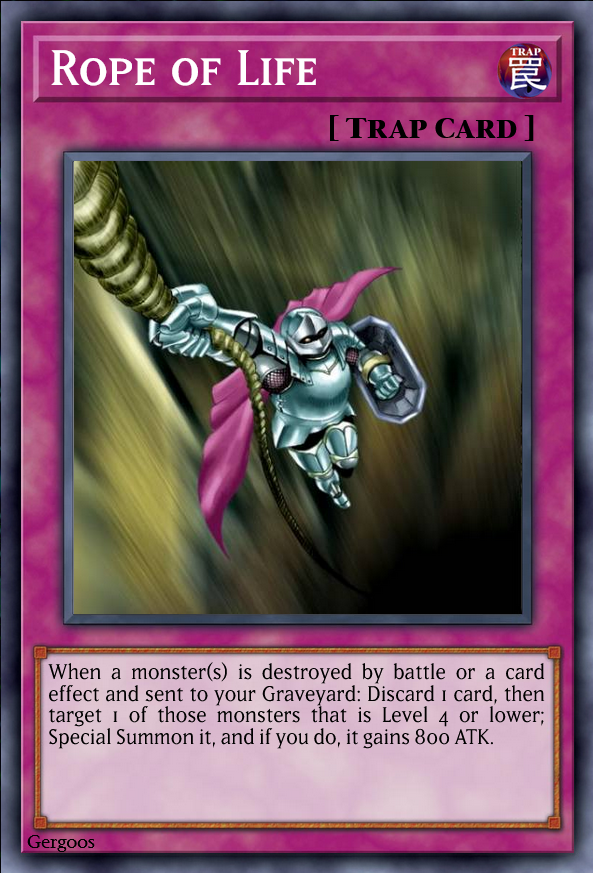 Rope of Life
TRAP
罠
[ Trap Card ]
When a monster(s) is destroyed by battle or a card
effect and sent to your Graveyard: Discard 1 card, then
target 1 of those monsters that is Level 4 or lower;
Special Summon it, and if you do, it gains 800 ATK.
Gergoos